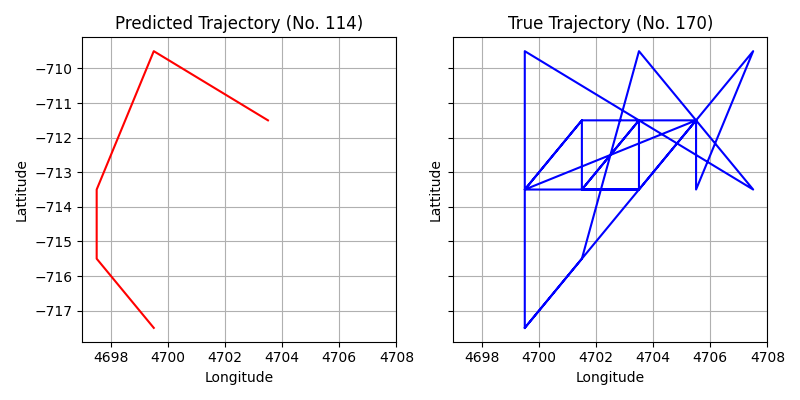 Predicted Trajectory (No. 114)
True Trajectory (No. 170)
Lattitude
−710
−711
−712
−713
−714
−715
−716
−717
4698 4700 4702 4704 4706 4708
Longitude
Lattitude
4698 4700 4702 4704 4706 4708
Longitude